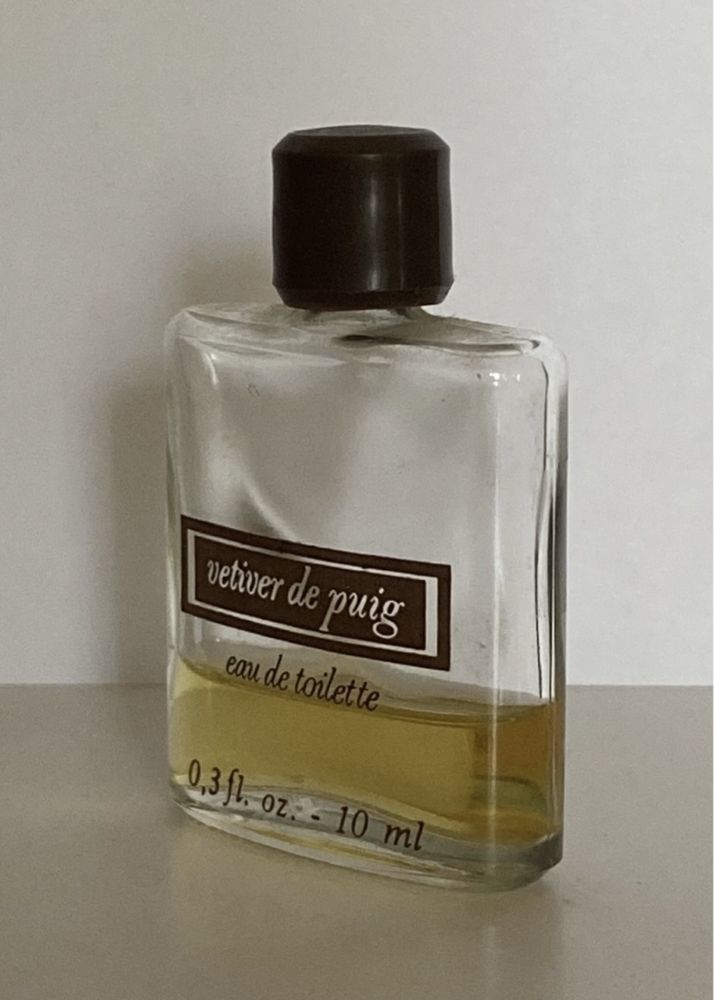 vetiver de puig
eau de toilette
0,3 fl. oz. - 10 ml